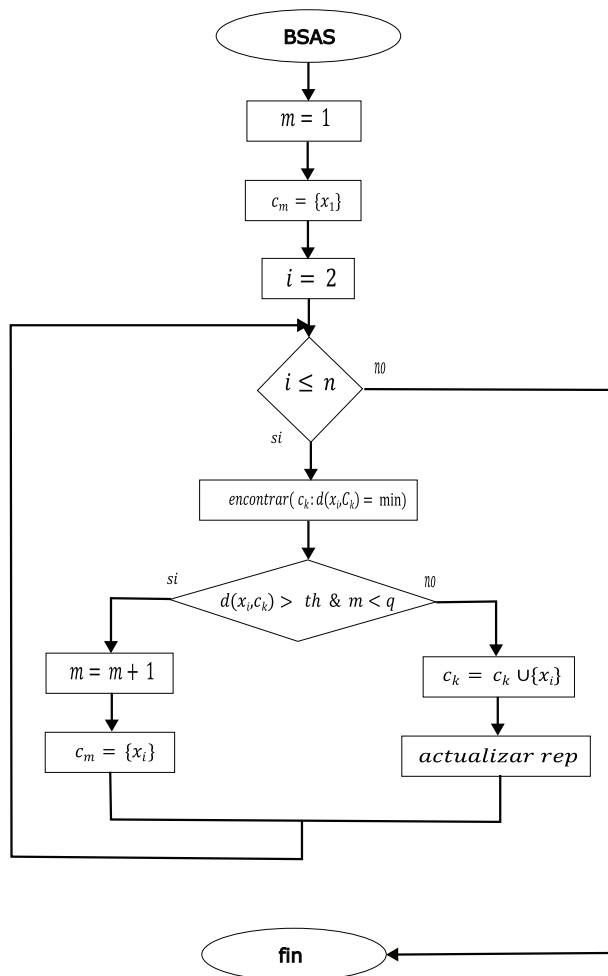 BSAS
m = 1
c_m = {x_1}
i = 2
i ≤ n
no
si
encontrar( c_k: d(x_i,C_k) = min)
si
no
d(x_i,c_k) > th & m < q
m = m + 1
c_k = c_k ∪{x_i}
c_m = {x_i}
actualizar rep
fin